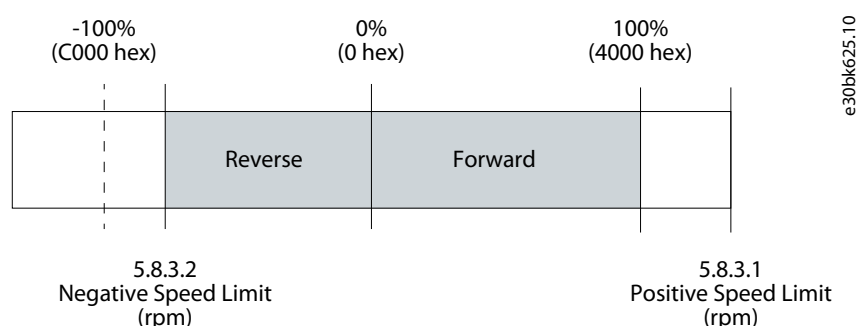 -100%
(C000 hex)
0%
(0 hex)
100%
(4000 hex)
e30bk625.10
Reverse
Forward
5.8.3.2
Negative Speed Limit
(rpm)
5.8.3.1
Positive Speed Limit
(rpm)